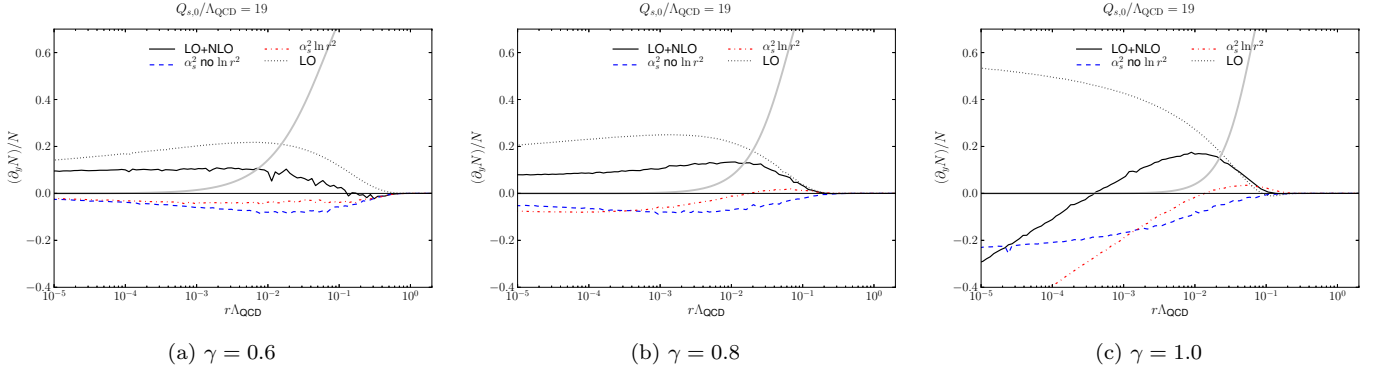 Q_{s,0}/Λ_QCD = 19
0.6
0.4
0.2
0.0
−0.2
−0.4
(∂_y N)/N
LO+NLO
α_s^2 no ln r^2
α_s^2 ln r^2
LO
10^−5
10^−4
10^−3
10^−2
10^−1
10^0
rΛ_QCD
(a) γ = 0.6
Q_{s,0}/Λ_QCD = 19
0.6
0.4
0.2
0.0
−0.2
−0.4
(∂_y N)/N
LO+NLO
α_s^2 no ln r^2
α_s^2 ln r^2
LO
10^−5
10^−4
10^−3
10^−2
10^−1
10^0
rΛ_QCD
(b) γ = 0.8
Q_{s,0}/Λ_QCD = 19
0.6
0.4
0.2
0.0
−0.2
−0.4
(∂_y N)/N
LO+NLO
α_s^2 no ln r^2
α_s^2 ln r^2
LO
10^−5
10^−4
10^−3
10^−2
10^−1
10^0
rΛ_QCD
(c) γ = 1.0